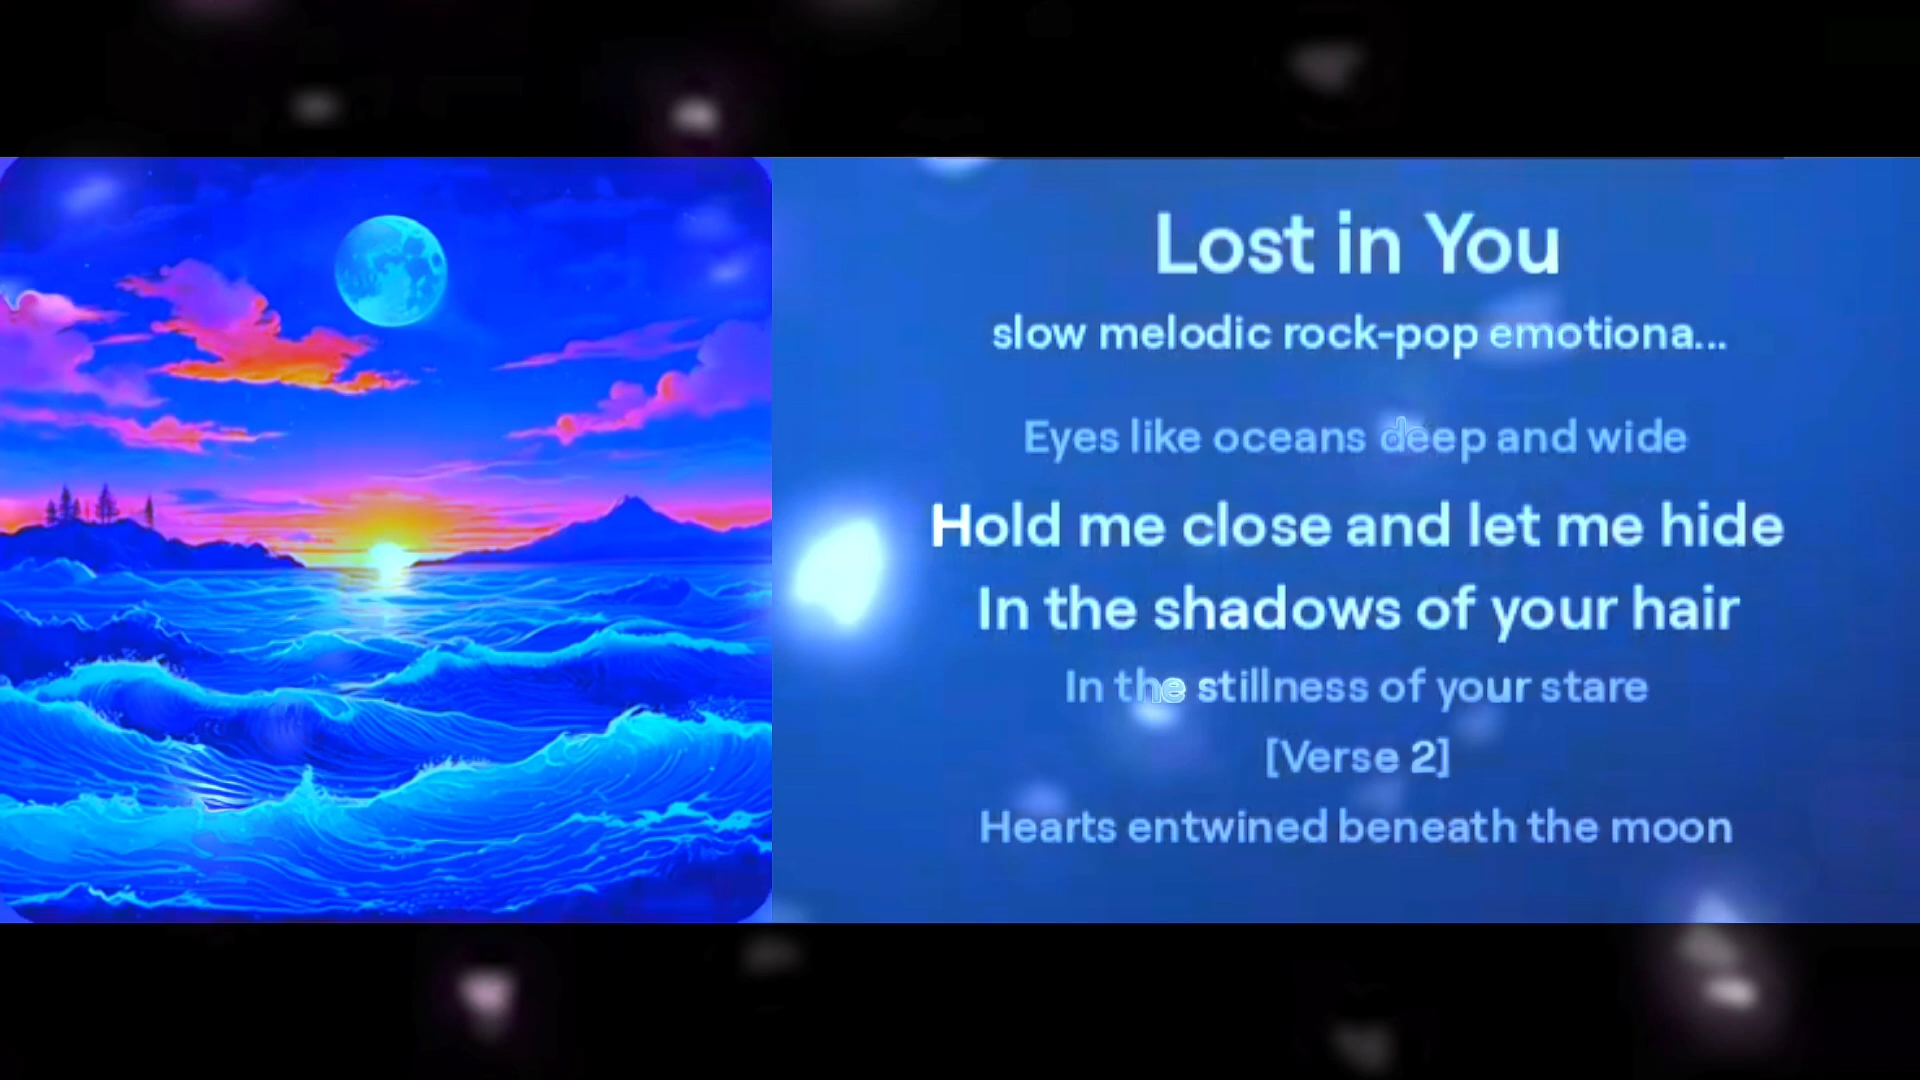 Lost in You
slow melodic rock-pop emotiona...
Eyes like oceans deep and wide
Hold me close and let me hide
In the shadows of your hair
In the stillness of your stare
[Verse 2]
Hearts entwined beneath the moon